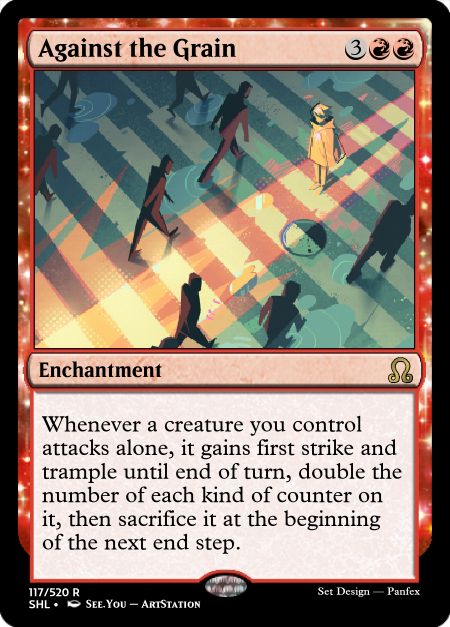 Against the Grain 3
Enchantment
Whenever a creature you control
attacks alone, it gains first strike and
trample until end of turn, double the
number of each kind of counter on
it, then sacrifice it at the beginning
of the next end step.
117/520 R
Set Design — Panfex
SHL • See.You — ArtStation